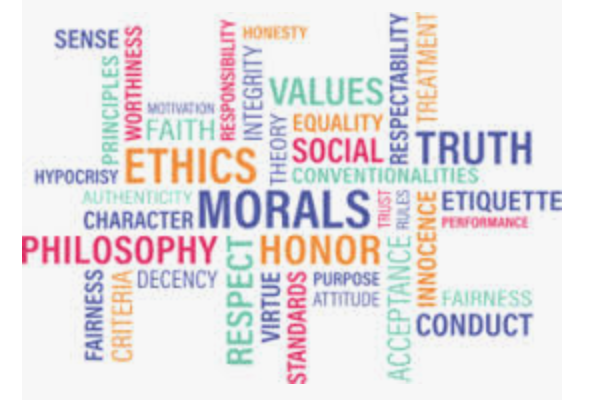 SENSE
PRINCIPLES
WORTHINESS
MOTIVATION
FAITH
RESPONSIBILITY
HONESTY
INTEGRITY
VALUES
THEORY
EQUALITY
SOCIAL
RESPECTABILITY
TREATMENT
TRUTH
HYPOCRISY
ETHICS
CONVENTIONALITIES
AUTHENTICITY
CHARACTER
MORALS
TRUST
RULES
ETIQUETTE
PERFORMANCE
PHILOSOPHY
HONOR
INNOCENCE
FAIRNESS
CRITERIA
DECENCY
RESPECT
VIRTUE
STANDARDS
PURPOSE
ATTITUDE
ACCEPTANCE
FAIRNESS
CONDUCT